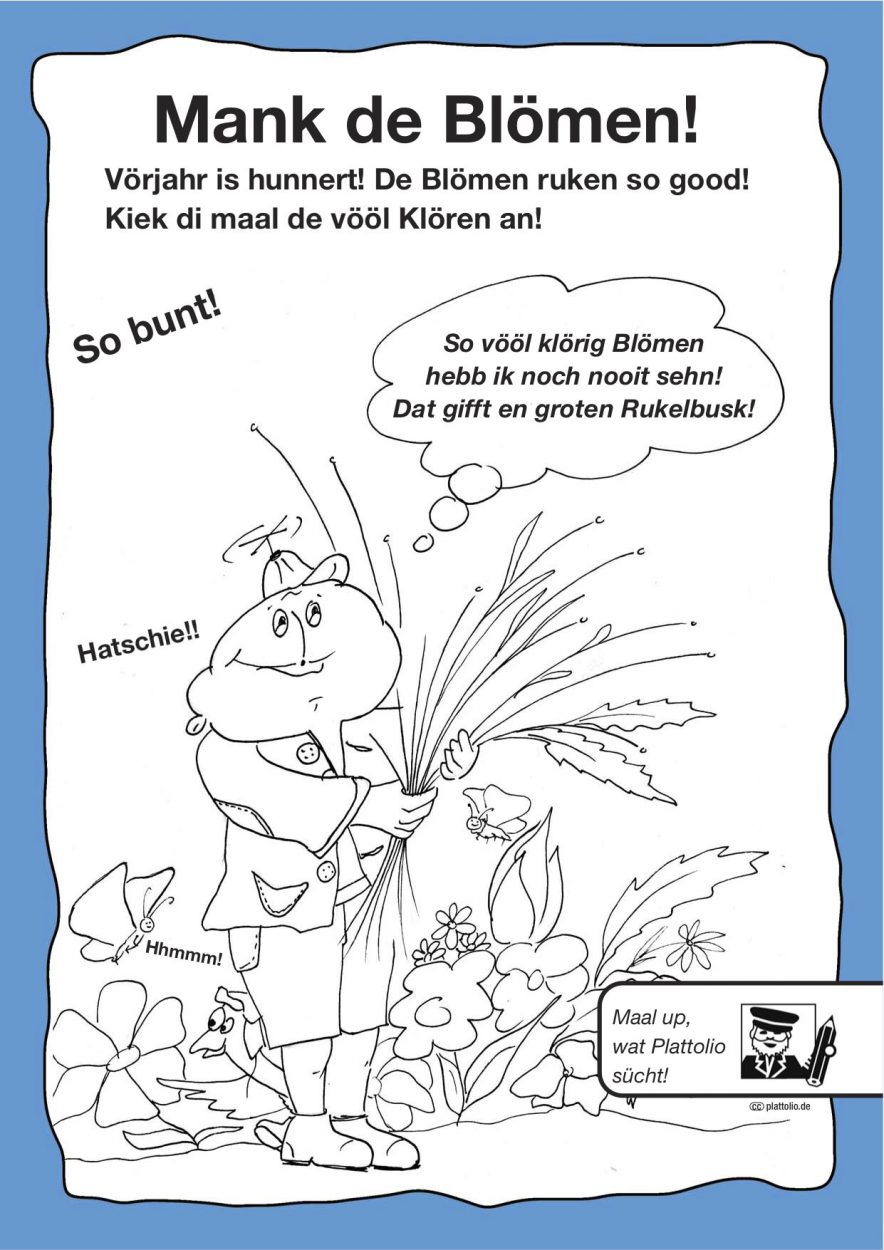 Mank de Blömen!
Vörjahr is hunnert! De Blömen ruken so good!
Kiek di maal de vööl Klören an!
So bunt!
So vööl klörig Blömen
hebb ik noch nooit sehn!
Dat gifft en groten Rukelbusk!
Hatschie!!
Hhmmm!
Maal up,
wat Plattolio
sücht!
cc plattolio.de